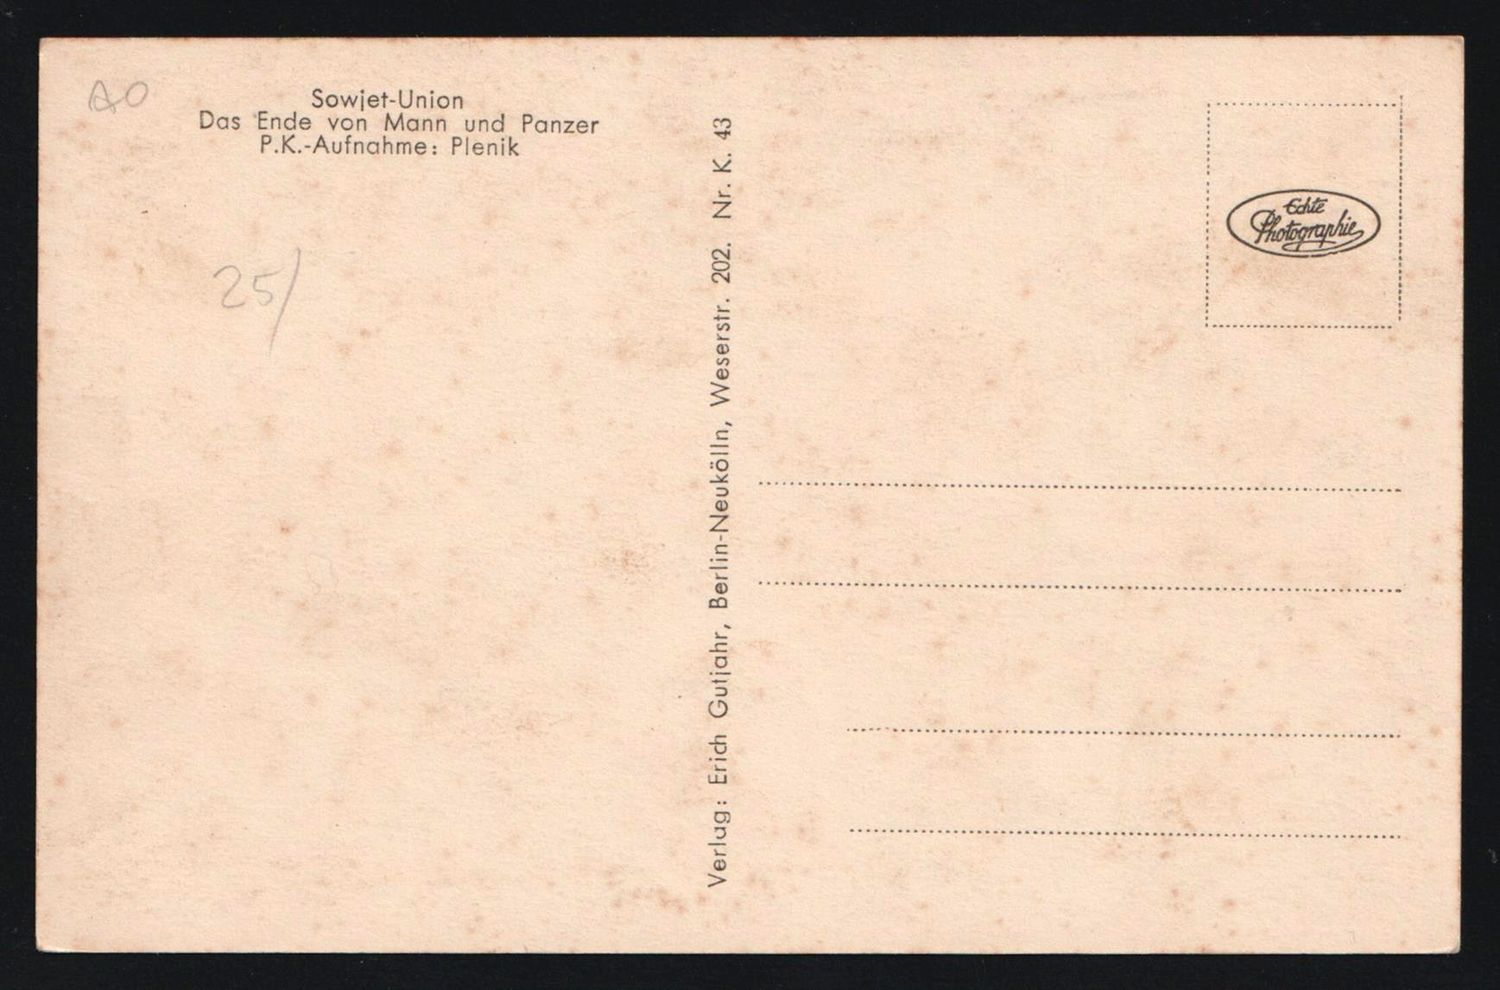 AO
Sowjet-Union
Das Ende von Mann und Panzer
P.K.-Aufnahme: Plenik
25/
Verlag: Erich Gutjahr, Berlin-Neukölln, Weserstr. 202. Nr. K. 43
Echte
Photographie